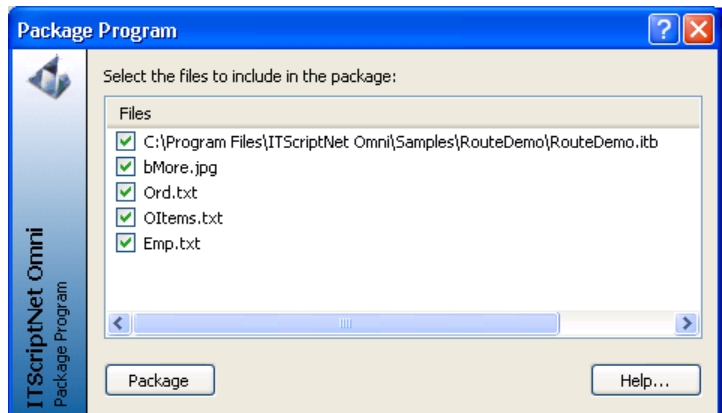 Package Program
Select the files to include in the package:
Files
C:\Program Files\ITScriptNet Omni\Samples\RouteDemo\RouteDemo.itb
bMore.jpg
Ord.txt
OItems.txt
Emp.txt
ITScriptNet Omni
Package Program
Package
Help...